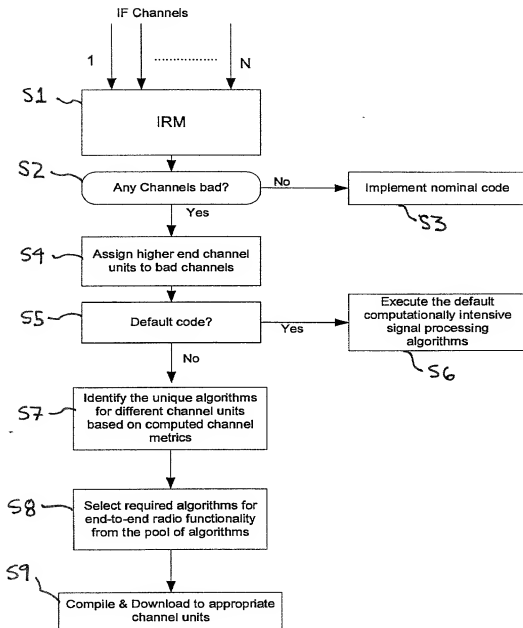 IF Channels
1
N
S1
IRM
S2
Any Channels bad?
No
Implement nominal code
S3
Yes
S4
Assign higher end channel
units to bad channels
S5
Default code?
Yes
Execute the default
computationally intensive
signal processing
algorithms
S6
No
S7
Identify the unique algorithms
for different channel units
based on computed channel
metrics
S8
Select required algorithms for
end-to-end radio functionality
from the pool of algorithms
S9
Compile & Download to appropriate
channel units